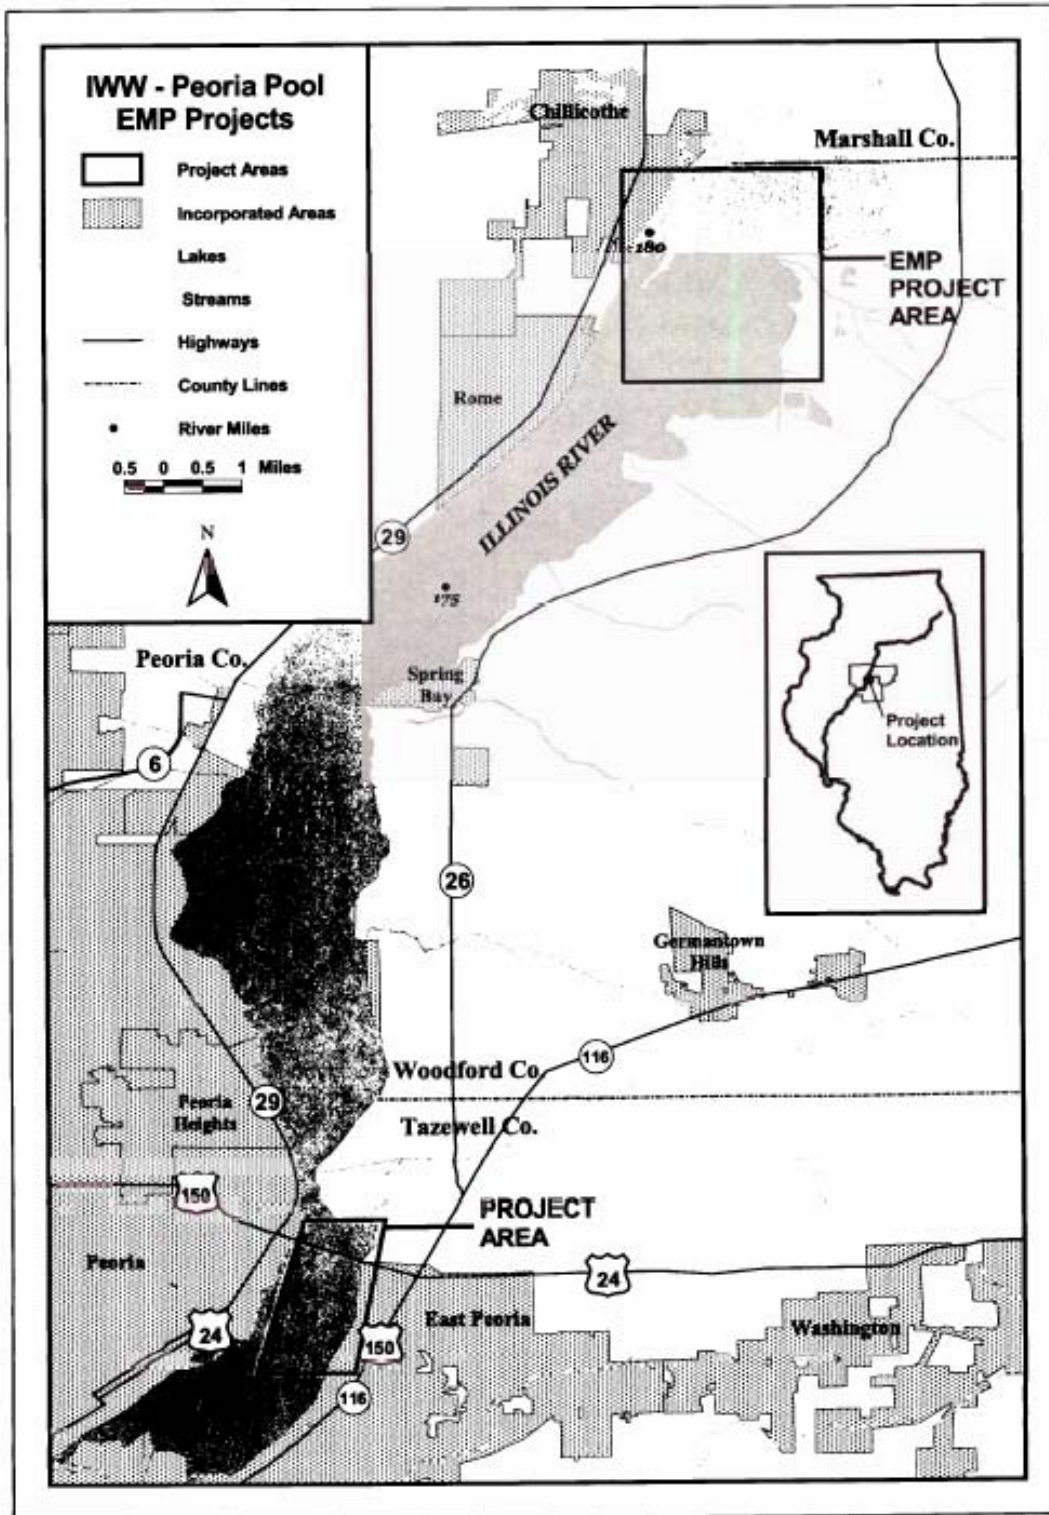 IWW - Peoria Pool
EMP Projects
Project Areas
Incorporated Areas
Lakes
Streams
Highways
County Lines
River Miles
0.5 0 0.5 1 Miles
N
Chillicothe
Marshall Co.
180
EMP
PROJECT
AREA
Rome
ILLINOIS RIVER
29
175
Peoria Co.
Spring
Bay
6
Project
Location
26
Germantown
Hills
116
Woodford Co.
29
Peoria
Heights
Tazewell Co.
150
PROJECT
AREA
Peoria
24
24
East Peoria
Washington
150
116